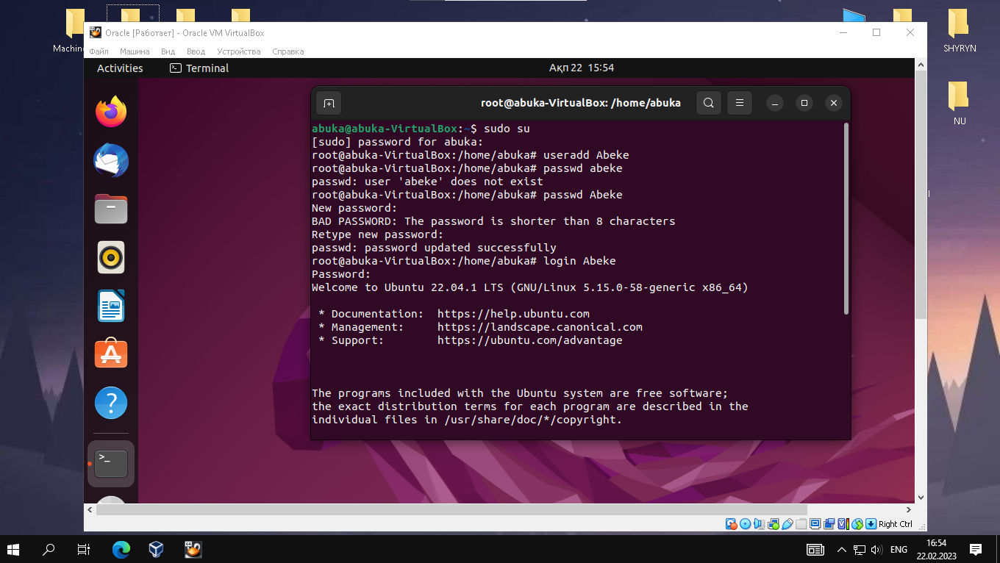 Machin
SHYRYN
NU
Oracle [Работает] - Oracle VM VirtualBox
Файл Машина Вид Ввод Устройства Справка
Activities Terminal Ақп 22 15:54
root@abuka-VirtualBox: /home/abuka
abuka@abuka-VirtualBox:~$ sudo su
[sudo] password for abuka:
root@abuka-VirtualBox:/home/abuka# useradd Abeke
root@abuka-VirtualBox:/home/abuka# passwd abeke
passwd: user 'abeke' does not exist
root@abuka-VirtualBox:/home/abuka# passwd Abeke
New password:
BAD PASSWORD: The password is shorter than 8 characters
Retype new password:
passwd: password updated successfully
root@abuka-VirtualBox:/home/abuka# login Abeke
Password:
Welcome to Ubuntu 22.04.1 LTS (GNU/Linux 5.15.0-58-generic x86_64)
* Documentation: https://help.ubuntu.com
* Management: https://landscape.canonical.com
* Support: https://ubuntu.com/advantage
The programs included with the Ubuntu system are free software;
the exact distribution terms for each program are described in the
individual files in /usr/share/doc/*/copyright.
Right Ctrl
ENG
16:54
22.02.2023